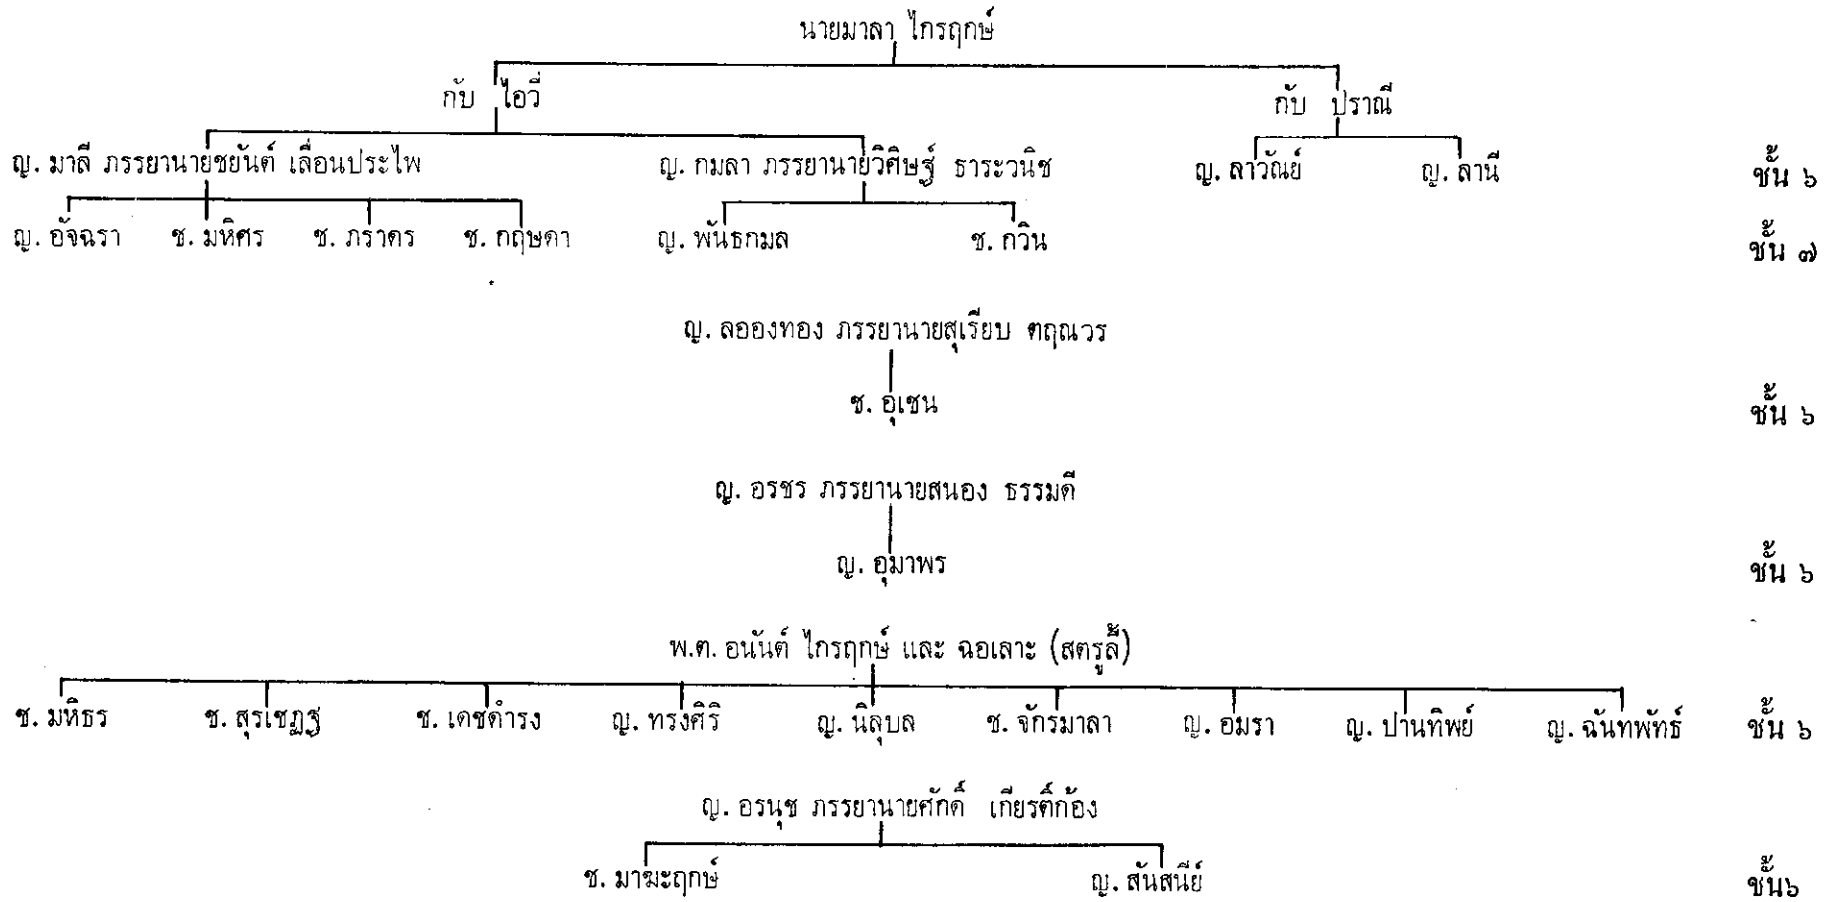 นายมาลา ไกรฤกษ์
กับ ไอวี่ กับ ปราณี
ญ. มาลี ภรรยานายชยันต์ เลื่อนประไพ ญ. กมลา ภรรยานายวิศิษฐ์ ธาระวนิช ญ. ลาวัณย์ ญ. ลานี ชั้น ๖
ญ. อัจฉรา ช. มหิศร ช. ภราดร ช. กฤษดา ญ. พันธกมล ช. กวิน ชั้น ๗
ญ. ลอองทอง ภรรยานายสุเรียบ ตฤณวร
ช. อุเชน ชั้น ๖
ญ. อรชร ภรรยานายสนอง ธรรมดี
ญ. อุมาพร ชั้น ๖
พ.ต. อนันต์ ไกรฤกษ์ และ ฉอเลาะ (สตรูลี้)
ช. มหิธร ช. สุรเชฏฐ ช. เดชดำรง ญ. ทรงศิริ ญ. นิลุบล ช. จักรมาลา ญ. อมรา ญ. ปานทิพย์ ญ. ฉันทพัทธ์ ชั้น ๖
ญ. อรนุช ภรรยานายศักดิ์ เกียรติก้อง
ช. มาฆะฤกษ์ ญ. สันสนีย์ ชั้น๖